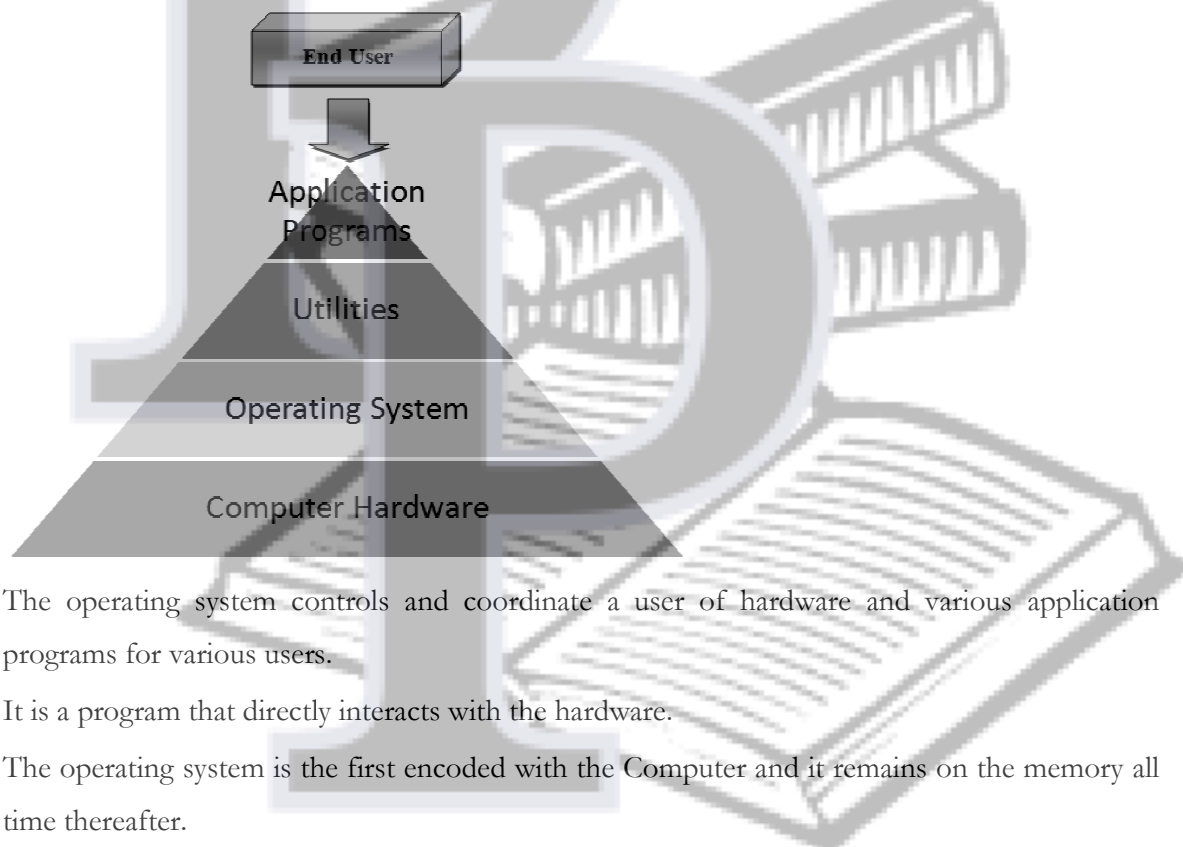 End User
Application
Programs
Utilities
Operating System
Computer Hardware
The operating system controls and coordinate a user of hardware and various application
programs for various users.
It is a program that directly interacts with the hardware.
The operating system is the first encoded with the Computer and it remains on the memory all
time thereafter.